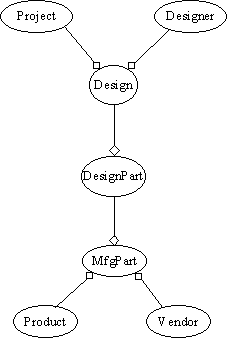 Project
Designer
Design
DesignPart
MfgPart
Product
Vendor